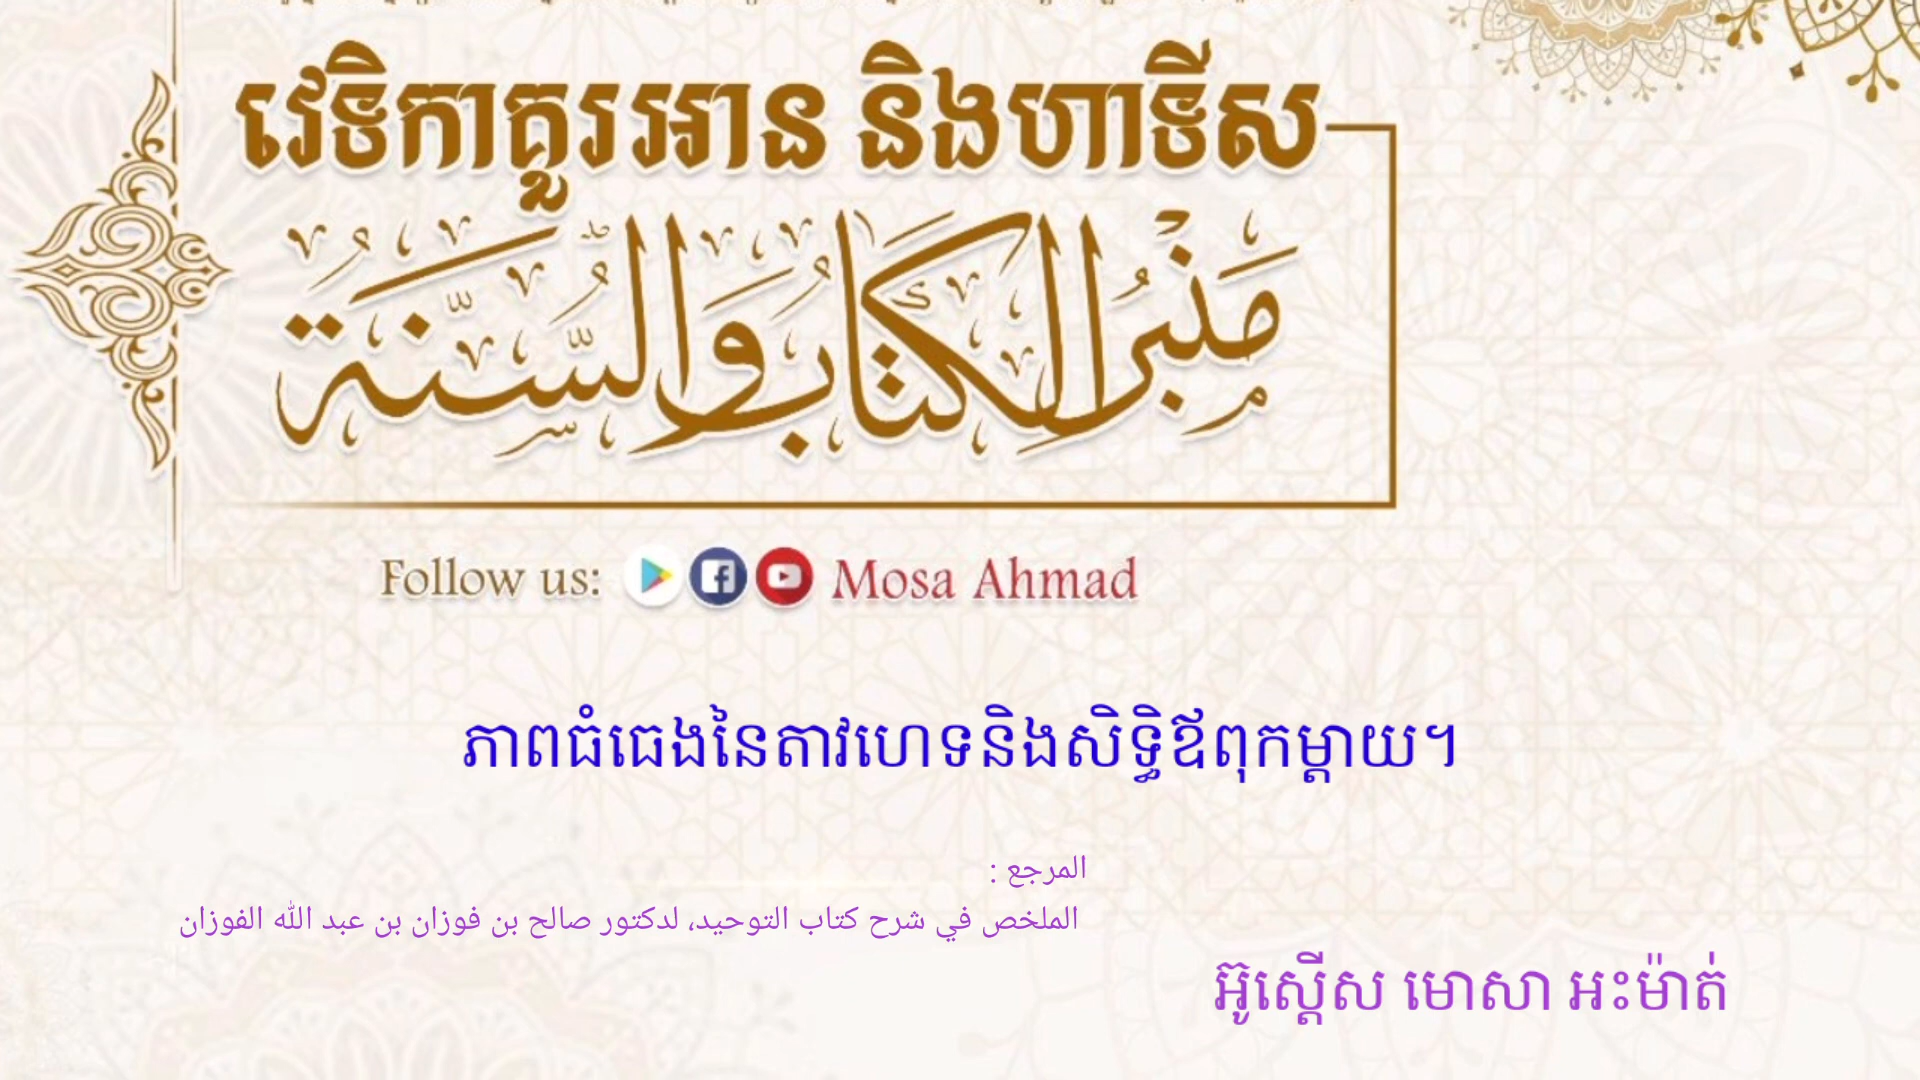 វេទិកាគួរអាន និងហាទីស
مَنْبَرُ الْكِتَابِ وَالسُّنَّةِ
Follow us: Mosa Ahmad
ភាពធំធេងនៃតាវហេទនិងសិទ្ធិឪពុកម្តាយ។
المرجع :
الملخص في شرح كتاب التوحيد، لدكتور صالح بن فوزان بن عبد الله الفوزان
អ៊ូស្តើស មោសា អះម៉ាត់